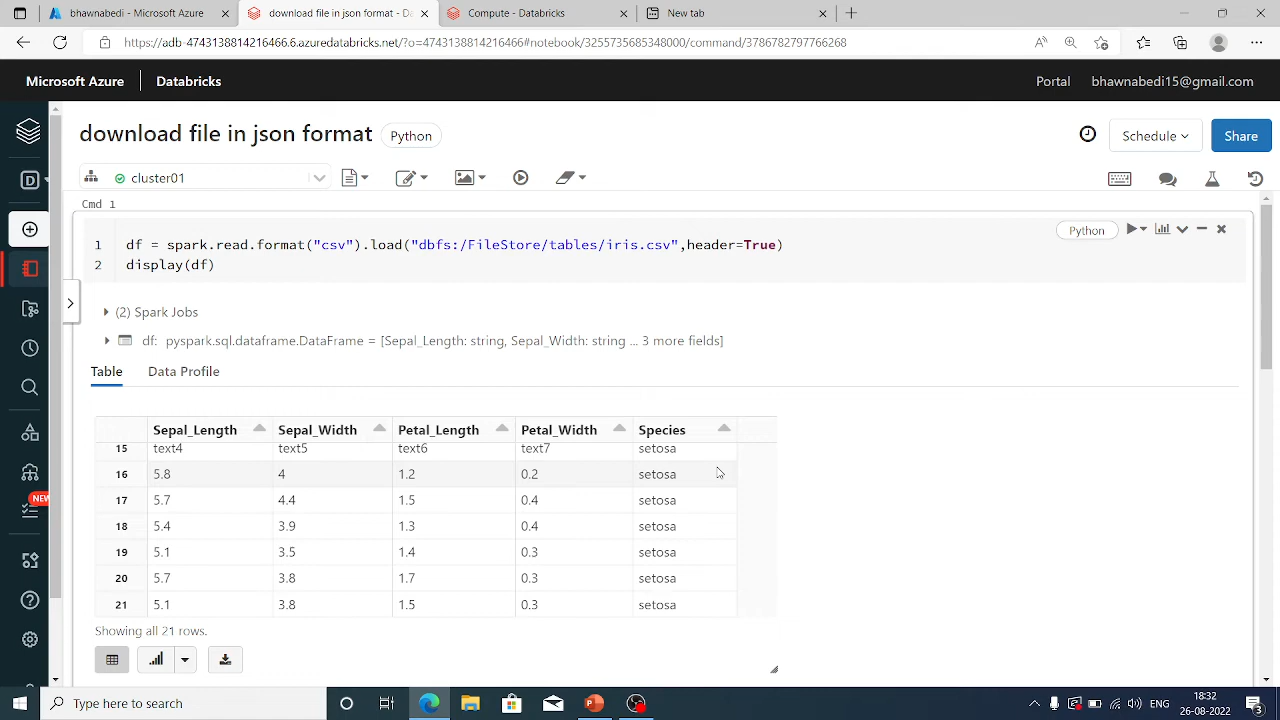 bhawnabedi - Microsoft Azure
download file in json format - Da
Compute - Databricks
New tab
https://adb-4743138814216466.6.azuredatabricks.net/?o=4743138814216466#notebook/3255735685348000/command/3786782797766268
Microsoft Azure
Databricks
Portal
bhawnabedi15@gmail.com
download file in json format
Python
Schedule
Share
cluster01
Cmd 1
1 df = spark.read.format("csv").load("dbfs:/FileStore/tables/iris.csv",header=True)
2 display(df)
Python
(2) Spark Jobs
df: pyspark.sql.dataframe.DataFrame = [Sepal_Length: string, Sepal_Width: string ... 3 more fields]
Table Data Profile
Sepal_Length Sepal_Width Petal_Length Petal_Width Species
15 text4 text5 text6 text7 setosa
16 5.8 4 1.2 0.2 setosa
17 5.7 4.4 1.5 0.4 setosa
18 5.4 3.9 1.3 0.4 setosa
19 5.1 3.5 1.4 0.3 setosa
20 5.7 3.8 1.7 0.3 setosa
21 5.1 3.8 1.5 0.3 setosa
Showing all 21 rows.
D
NEW
Type here to search
ENG
18:32
26-08-2022
3